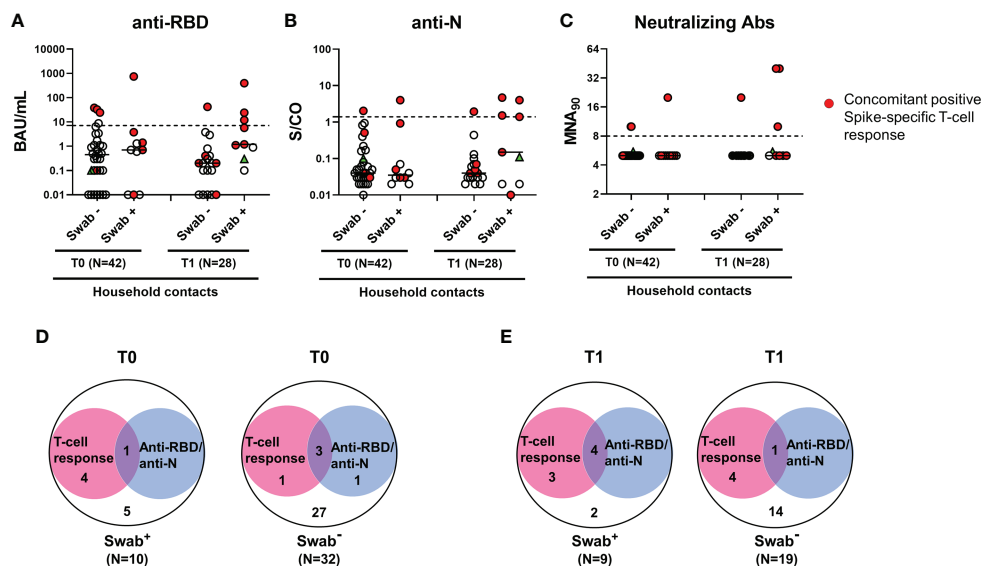 A
anti-RBD
BAU/mL
10000
1000
100
10
1
0.1
0.01
Swab -
Swab +
Swab -
Swab +
T0 (N=42)
T1 (N=28)
Household contacts
B
anti-N
S/CO
100
10
1
0.1
0.01
Swab -
Swab +
Swab -
Swab +
T0 (N=42)
T1 (N=28)
Household contacts
C
Neutralizing Abs
MNA90
64
32
16
8
4
2
Swab -
Swab +
Swab -
Swab +
T0 (N=42)
T1 (N=28)
Household contacts
Concomitant positive
Spike-specific T-cell
response
D
T0
T-cell
response
4
1
Anti-RBD/
anti-N
5
Swab+
(N=10)
T0
T-cell
response
1
3
Anti-RBD/
anti-N
1
27
Swab-
(N=32)
E
T1
T-cell
response
3
4
Anti-RBD/
anti-N
2
Swab+
(N=9)
T1
T-cell
response
4
1
Anti-RBD/
anti-N
14
Swab-
(N=19)